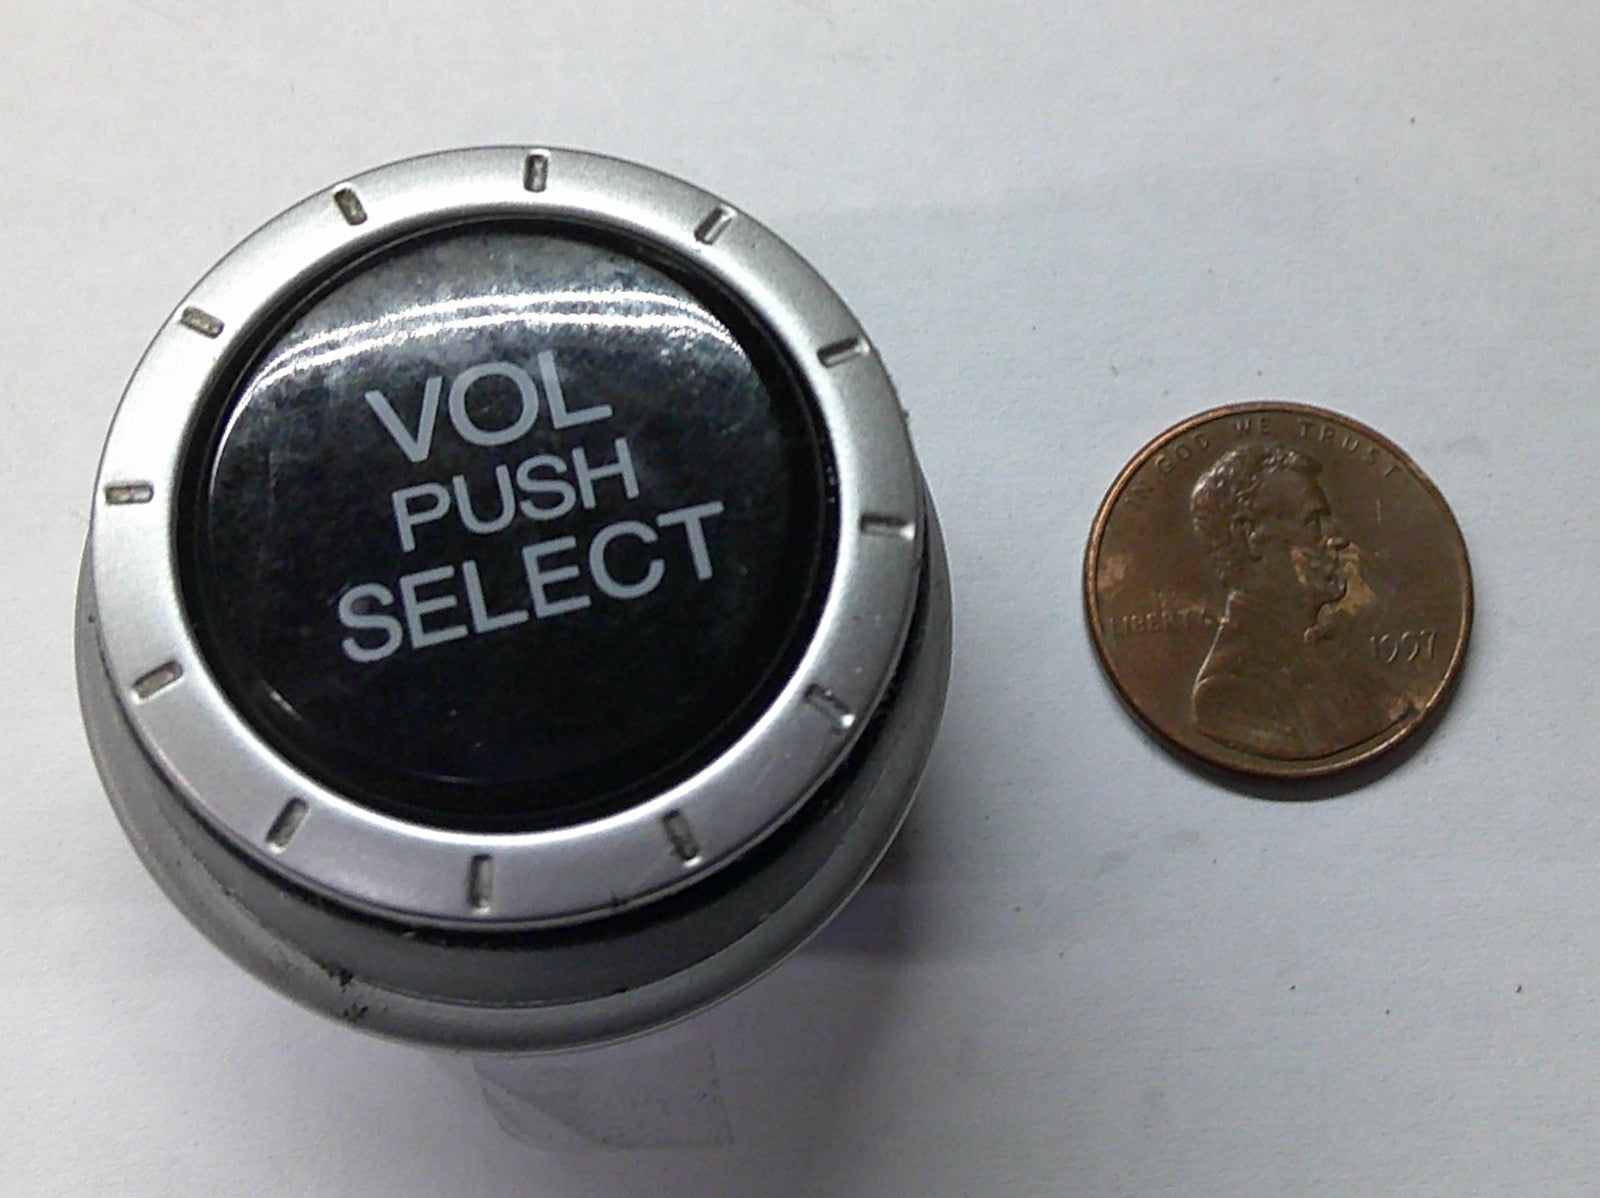 VOL
PUSH
SELECT
IN GOD WE TRUST
LIBERTY
1997